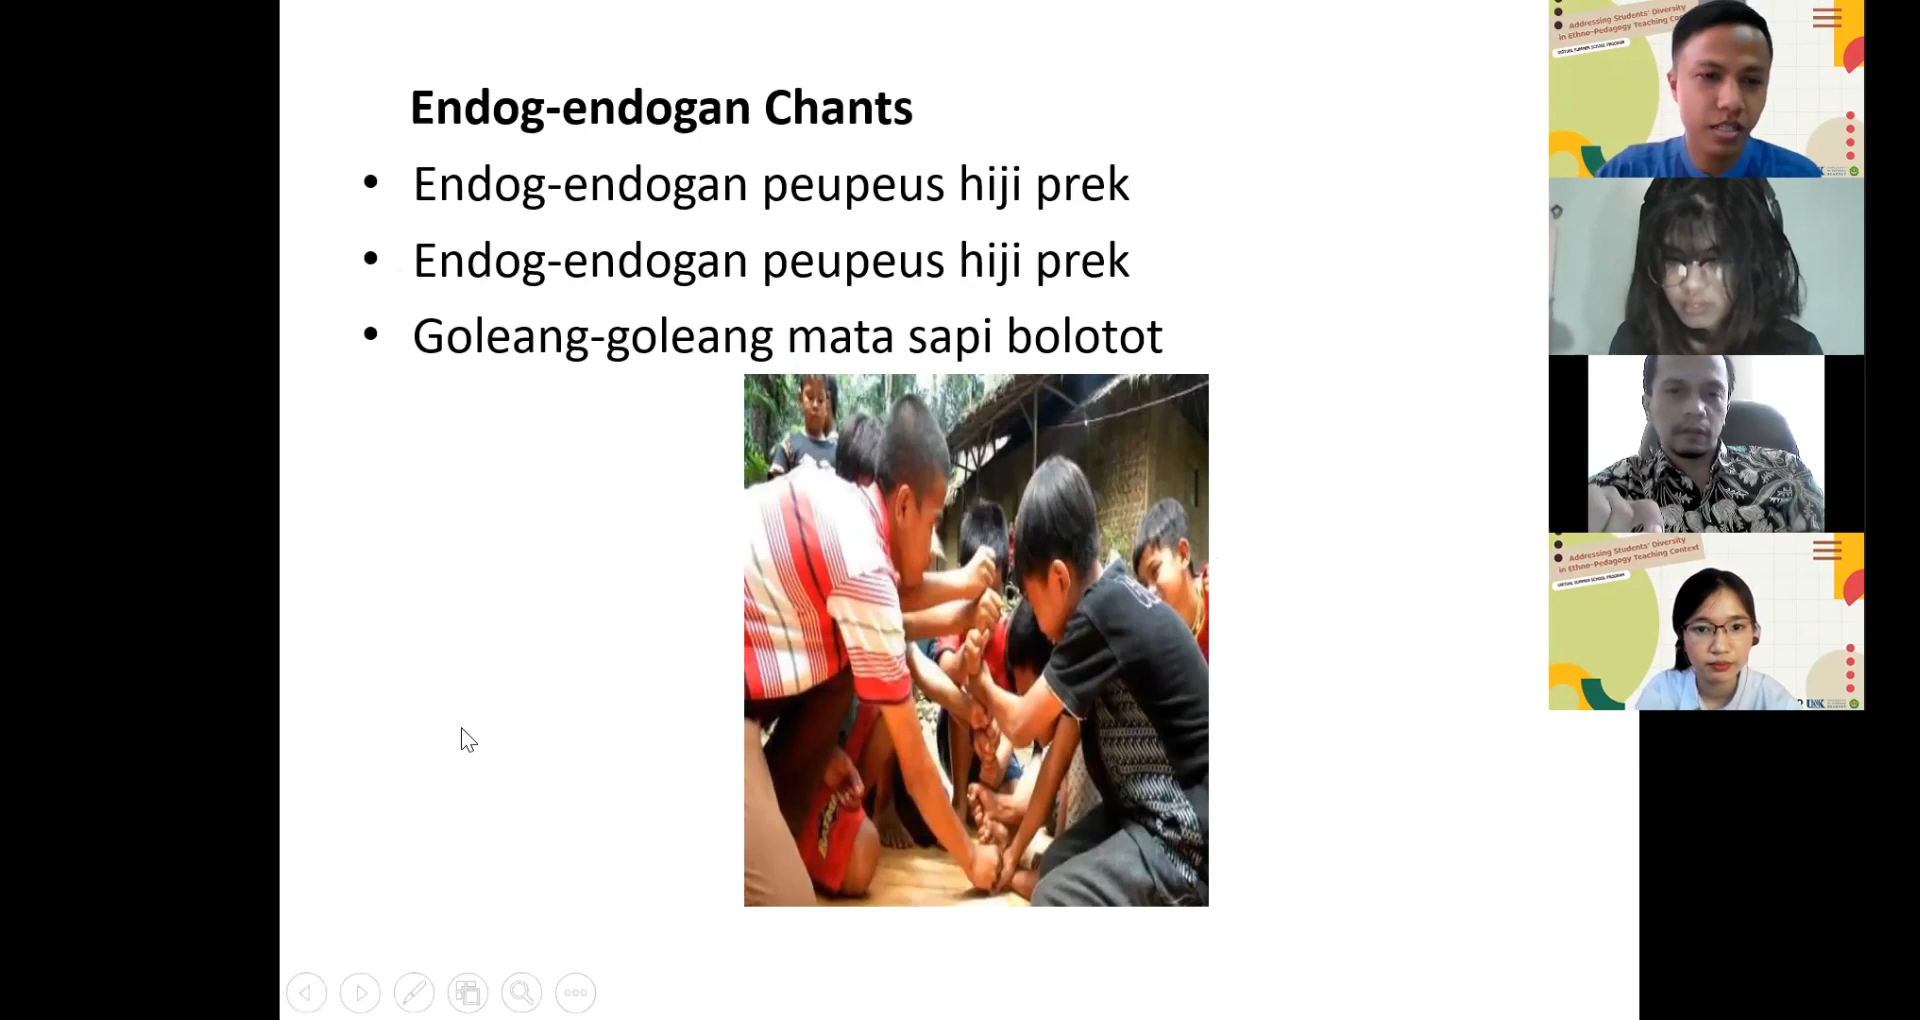 Endog-endogan Chants
• Endog-endogan peupeus hiji prek
• Endog-endogan peupeus hiji prek
• Goleang-goleang mata sapi bolotot
Addressing Students' Diversity
in Ethno-Pedagogy Teaching
VIRTUAL SUMMER SCHOOL PROGRAM
Addressing Students' Diversity
in Ethno-Pedagogy Teaching Context
VIRTUAL SUMMER SCHOOL PROGRAM